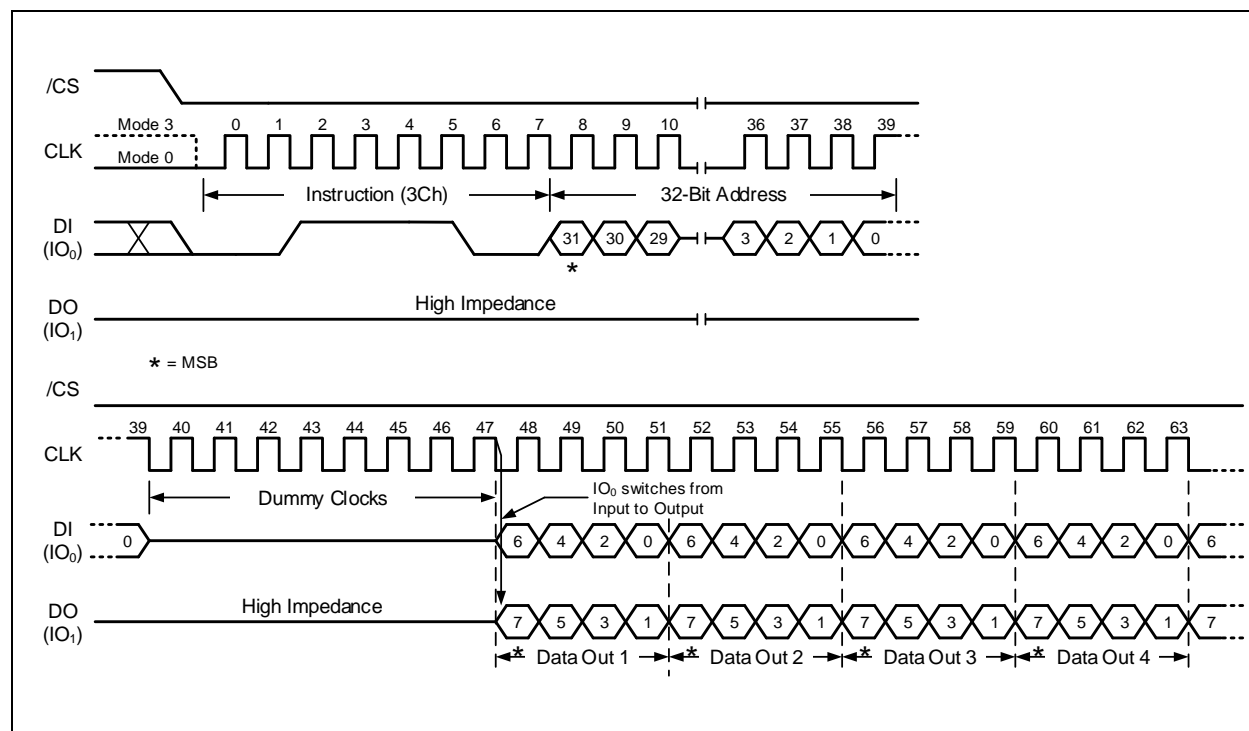 /CS
Mode 3 0 1 2 3 4 5 6 7 8 9 10 36 37 38 39
CLK
Mode 0
Instruction (3Ch) 32-Bit Address
DI
(IO₀)
31 30 29 3 2 1 0
*
DO
(IO₁)
High Impedance
* = MSB
/CS
39 40 41 42 43 44 45 46 47 48 49 50 51 52 53 54 55 56 57 58 59 60 61 62 63
CLK
Dummy Clocks
IO₀ switches from
Input to Output
DI
(IO₀)
0 6 4 2 0 6 4 2 0 6 4 2 0 6 4 2 0 6
DO
(IO₁)
High Impedance
7 5 3 1 7 5 3 1 7 5 3 1 7 5 3 1 7
* Data Out 1 * Data Out 2 * Data Out 3 * Data Out 4